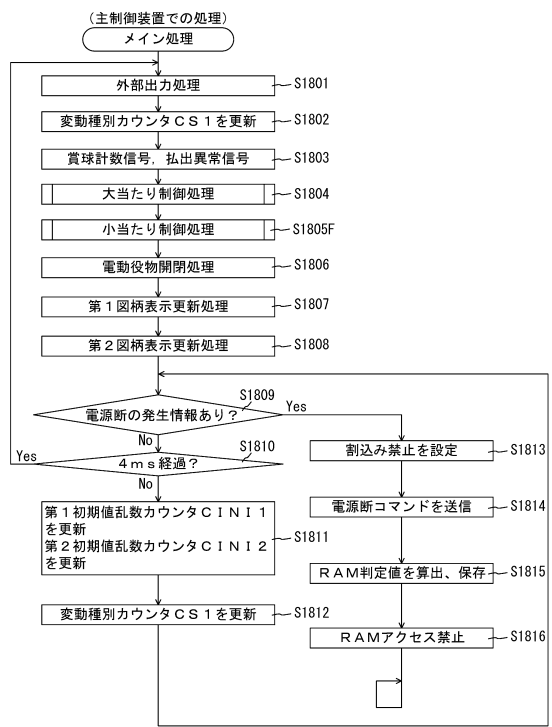 (主制御装置での処理)
メイン処理
外部出力処理
S1801
変動種別カウンタCS1を更新
S1802
賞球計数信号,払出異常信号
S1803
大当たり制御処理
S1804
小当たり制御処理
S1805F
電動役物開閉処理
S1806
第1図柄表示更新処理
S1807
第2図柄表示更新処理
S1808
電源断の発生情報あり?
S1809
Yes
No
4ms経過?
S1810
Yes
No
第1初期値乱数カウンタCINI1
を更新
第2初期値乱数カウンタCINI2
を更新
S1811
変動種別カウンタCS1を更新
S1812
割込み禁止を設定
S1813
電源断コマンドを送信
S1814
RAM判定値を算出、保存
S1815
RAMアクセス禁止
S1816